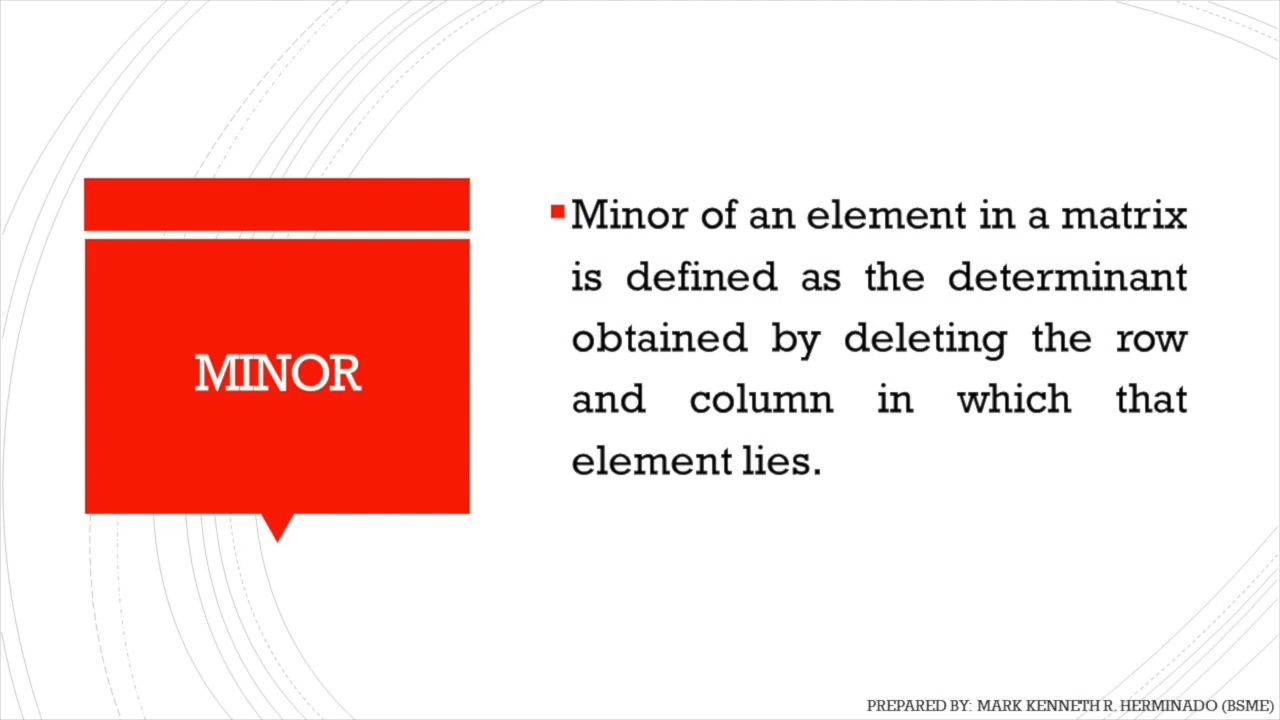 MINOR
Minor of an element in a matrix
is defined as the determinant
obtained by deleting the row
and column in which that
element lies.
PREPARED BY: MARK KENNETH R. HERMINADO (BSME)